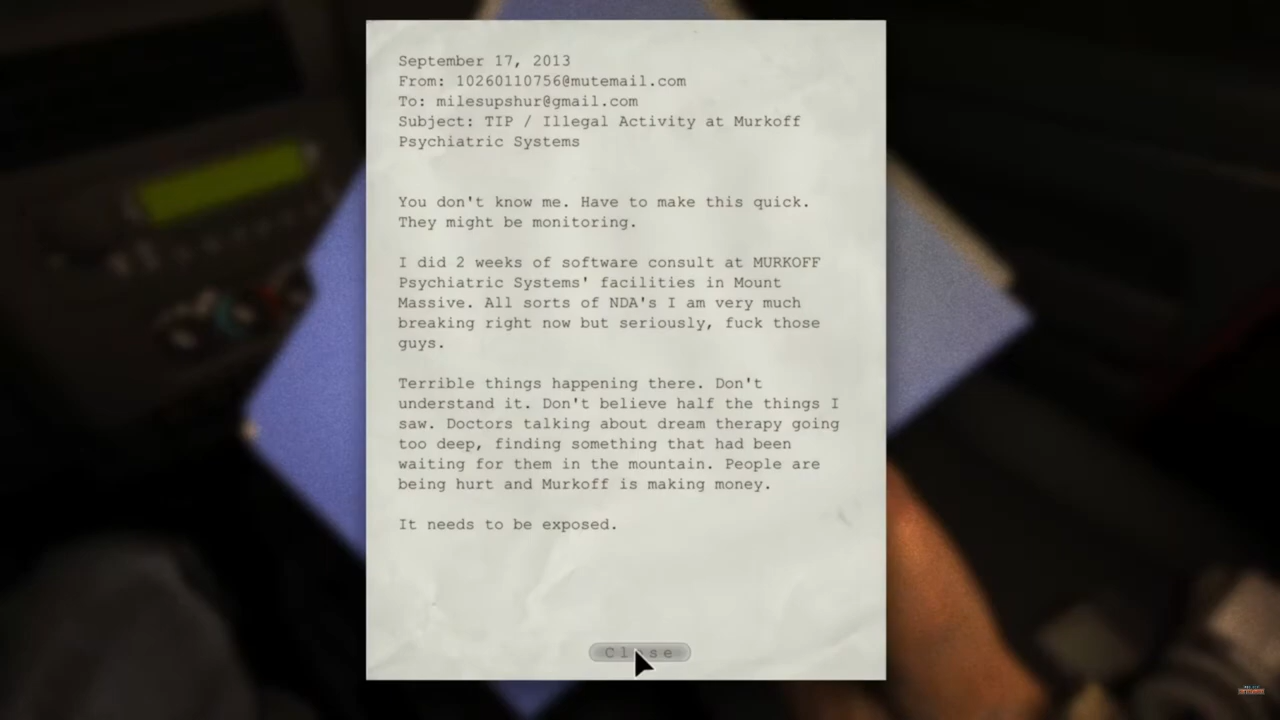 September 17, 2013
From: 10260110756@mutemail.com
To: milesupshur@gmail.com
Subject: TIP / Illegal Activity at Murkoff
Psychiatric Systems
You don't know me. Have to make this quick.
They might be monitoring.
I did 2 weeks of software consult at MURKOFF
Psychiatric Systems' facilities in Mount
Massive. All sorts of NDA's I am very much
breaking right now but seriously, fuck those
guys.
Terrible things happening there. Don't
understand it. Don't believe half the things I
saw. Doctors talking about dream therapy going
too deep, finding something that had been
waiting for them in the mountain. People are
being hurt and Murkoff is making money.
It needs to be exposed.
Close